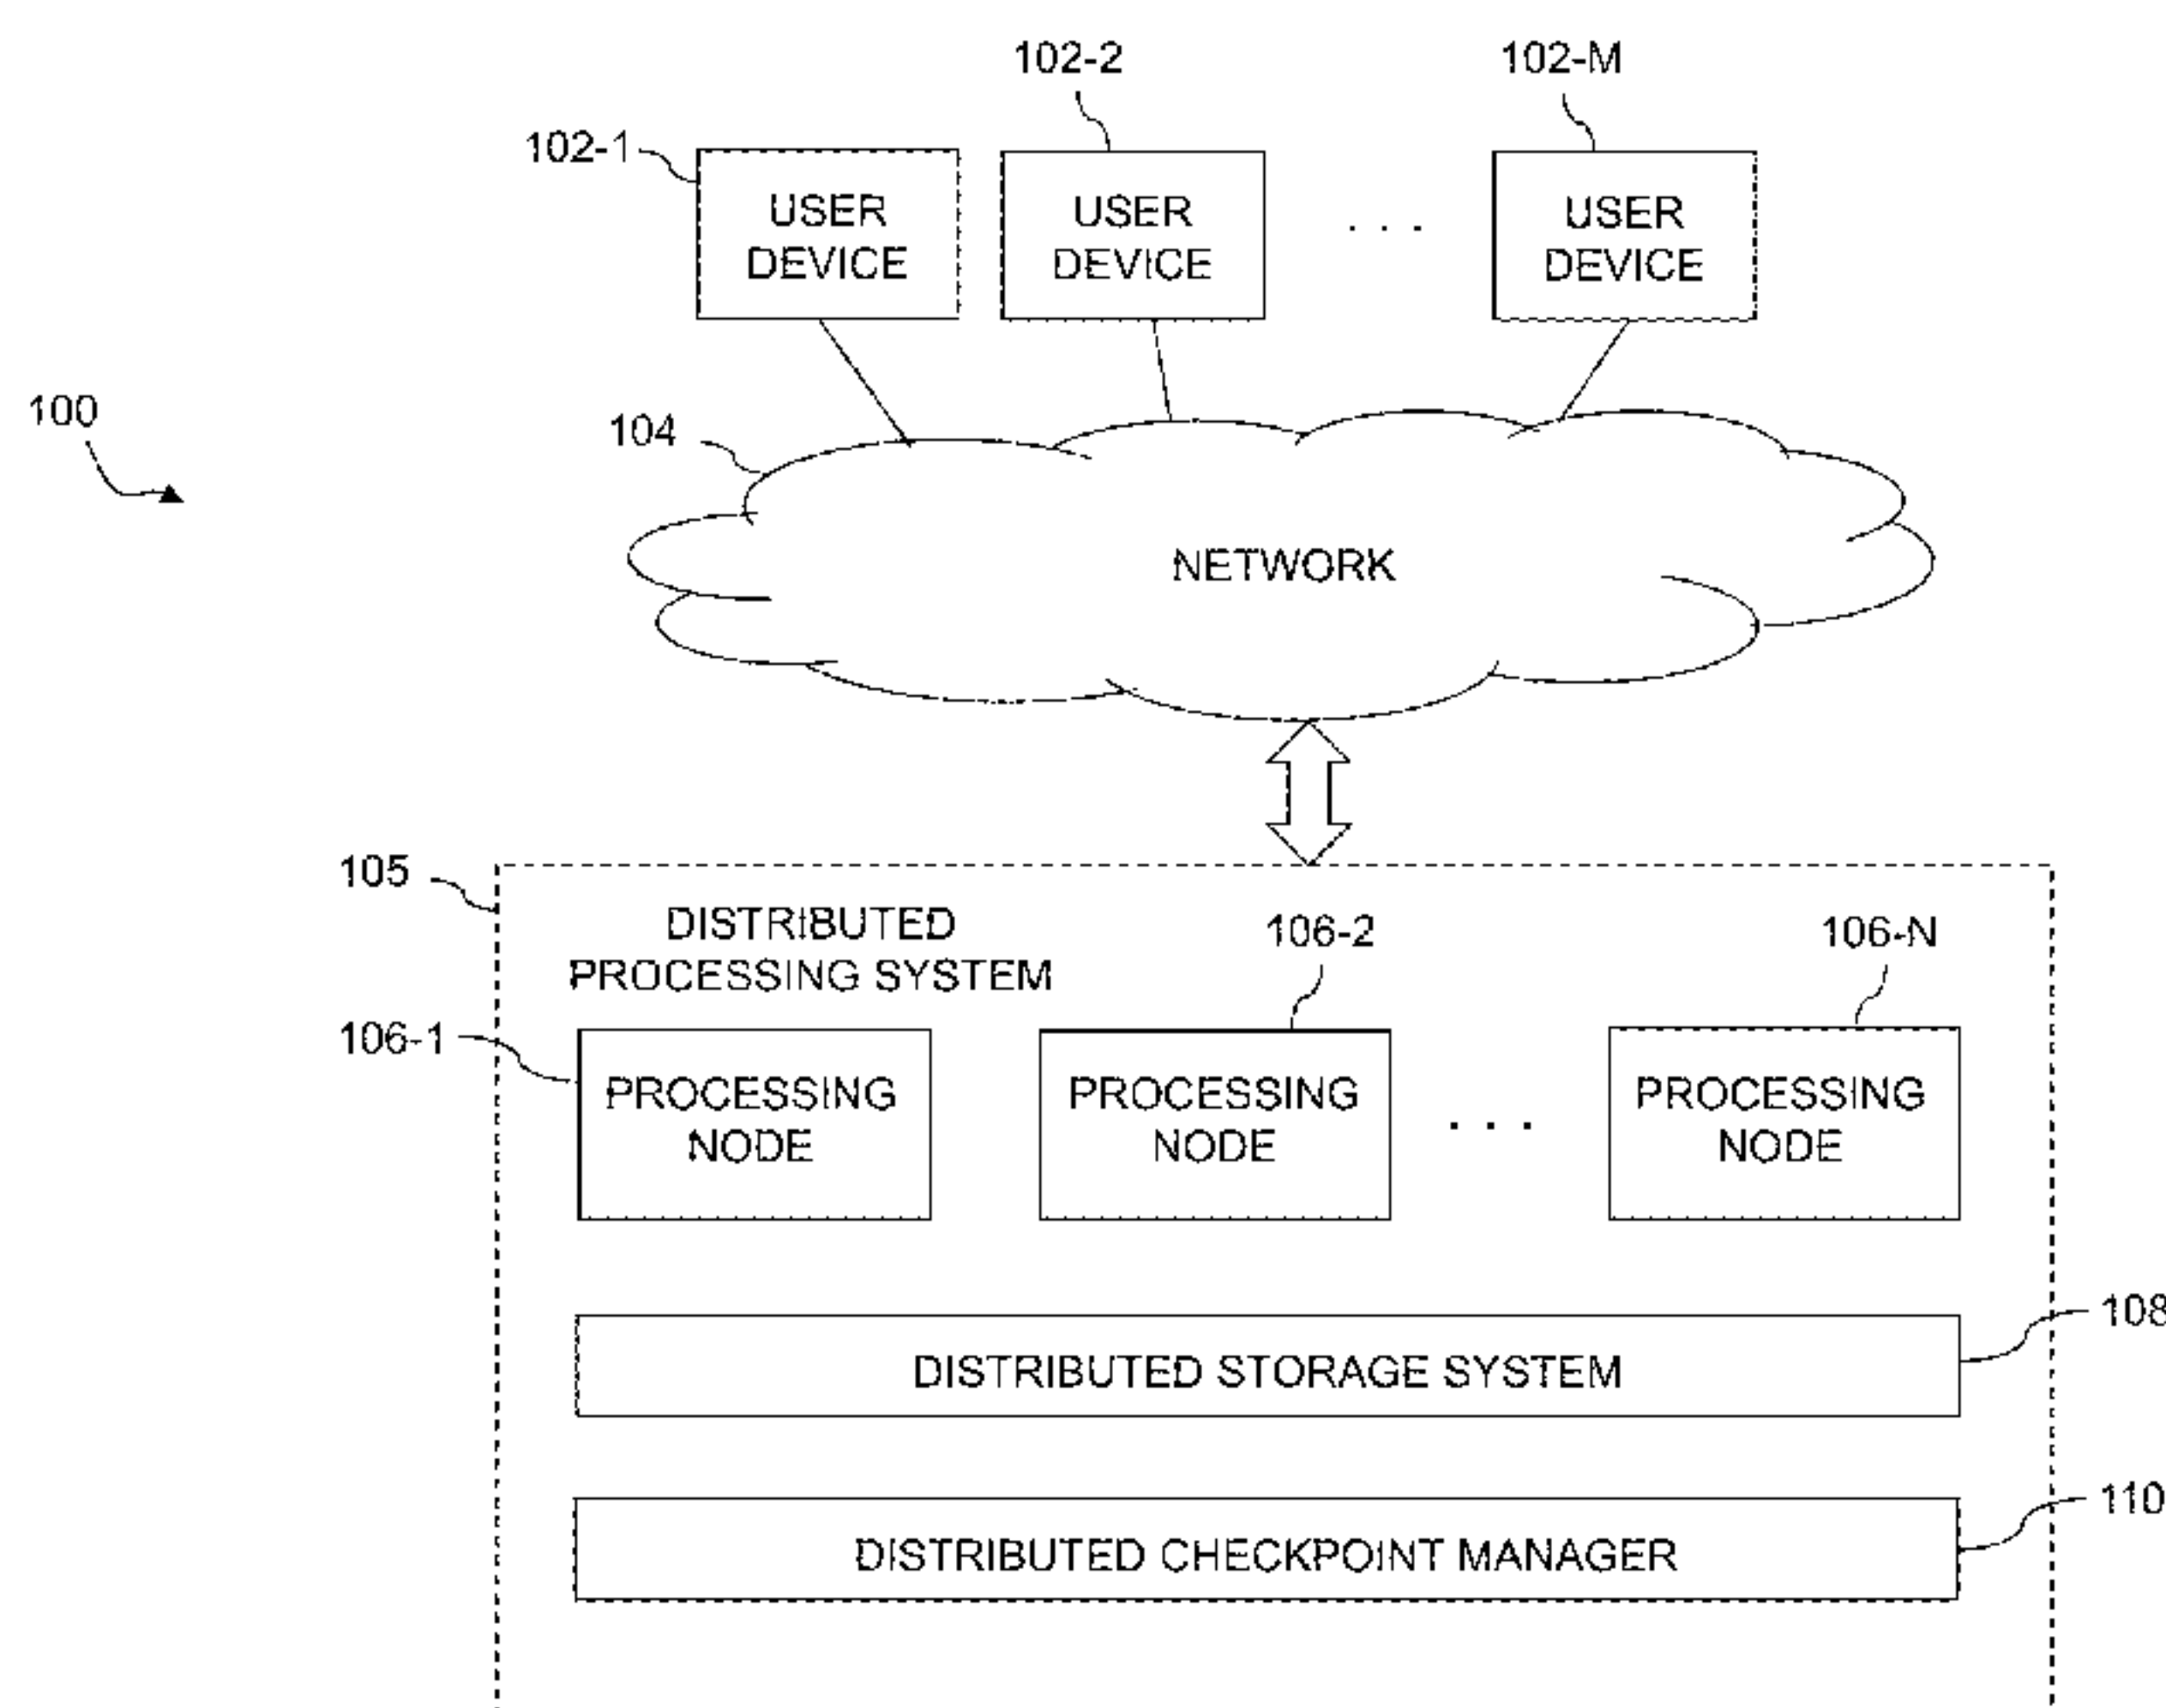 102-2
102-M
102-1
USER
DEVICE
USER
DEVICE
. . .
USER
DEVICE
100
104
NETWORK
105
DISTRIBUTED
PROCESSING SYSTEM
106-2
106-N
106-1
PROCESSING
NODE
PROCESSING
NODE
. . .
PROCESSING
NODE
108
DISTRIBUTED STORAGE SYSTEM
110
DISTRIBUTED CHECKPOINT MANAGER